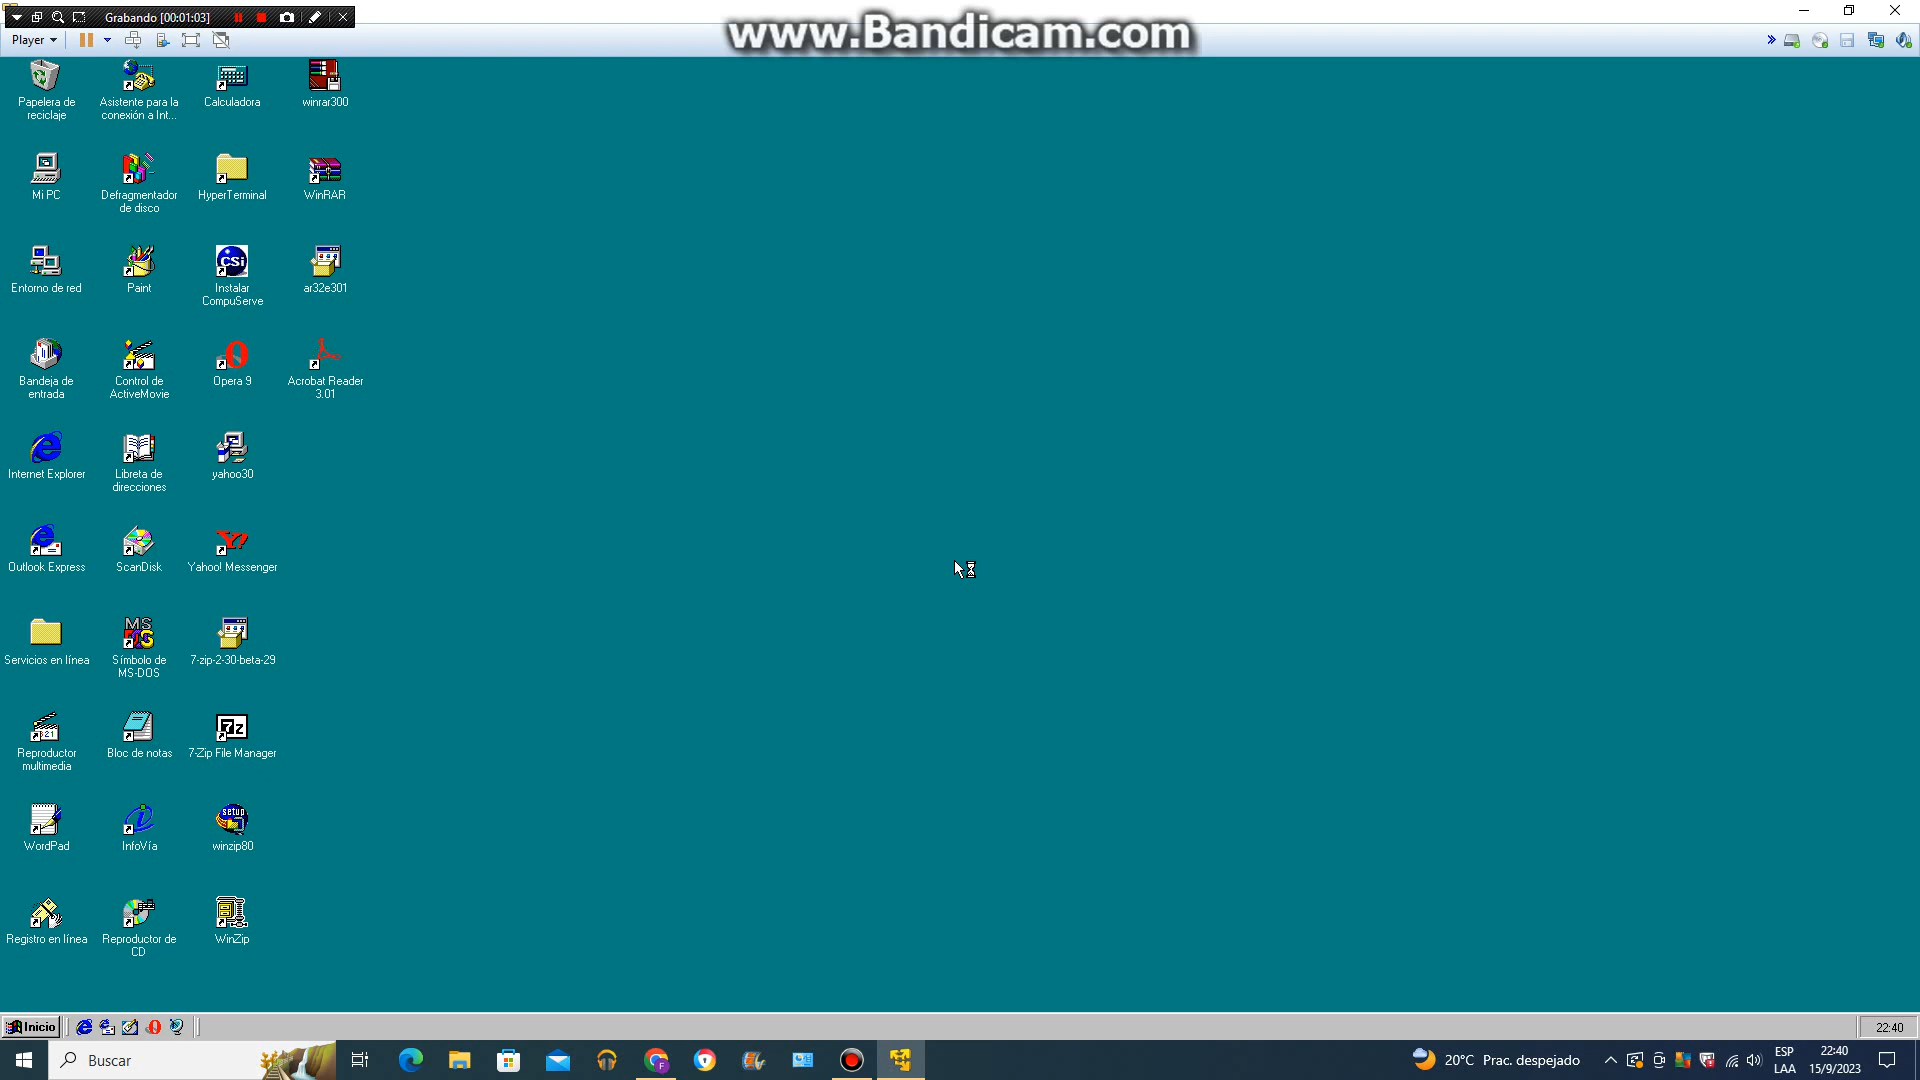 Grabando [00:01:03]
www.Bandicam.com
Player
Papelera de
reciclaje
Asistente para la
conexión a Int...
Calculadora
winrar300
Mi PC
Defragmentador
de disco
HyperTerminal
WinRAR
Entorno de red
Paint
CSi
Instalar
CompuServe
ar32e301
Bandeja de
entrada
Control de
ActiveMovie
Opera 9
Acrobat Reader
3.01
Internet Explorer
Libreta de
direcciones
yahoo30
Outlook Express
ScanDisk
Y!
Yahoo! Messenger
Servicios en línea
MS
Símbolo de
MS-DOS
7-zip-2-30-beta-29
Reproductor
multimedia
Bloc de notas
7z
7-Zip File Manager
WordPad
InfoVía
setup
winzip80
Registro en línea
Reproductor de
CD
WinZip
Inicio
22:40
Buscar
F
20°C Prac. despejado
ESP
LAA
22:40
15/9/2023